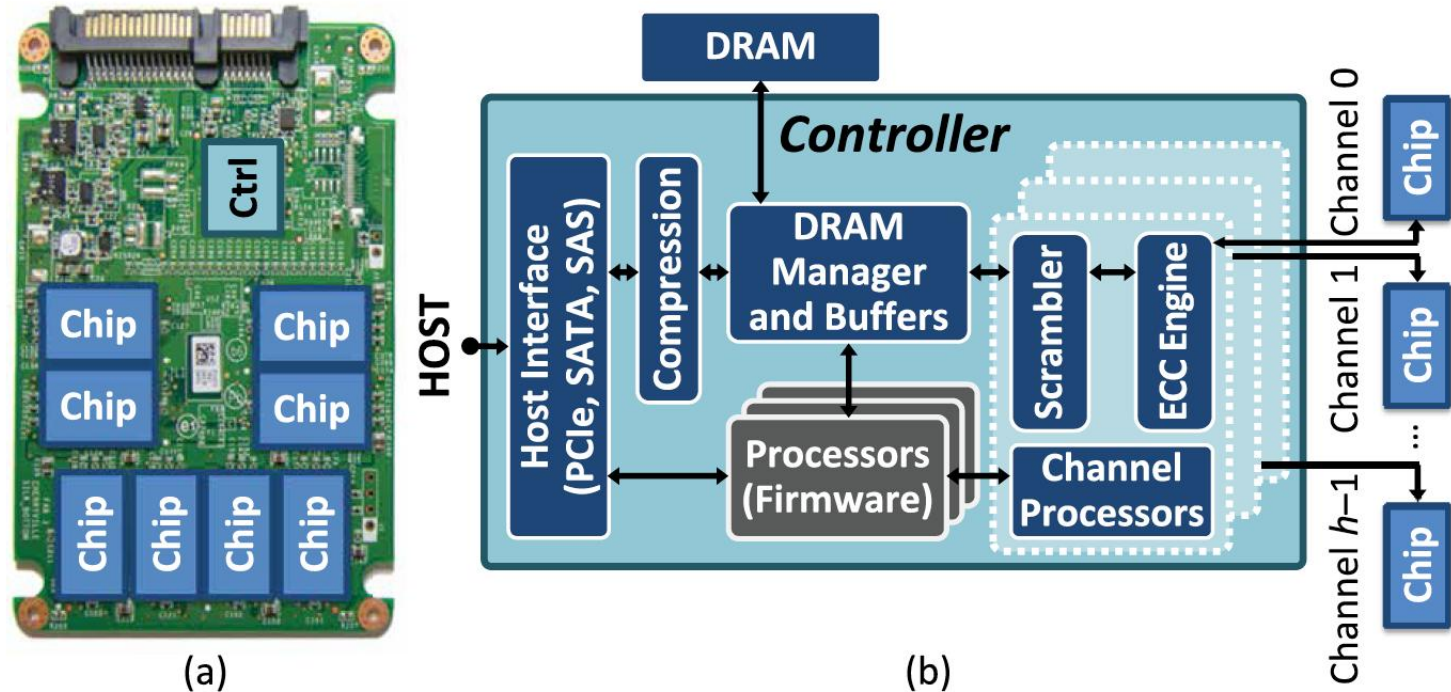 Ctrl
Chip
Chip
Chip
Chip
Chip
Chip
Chip
Chip
(a)
DRAM
Controller
HOST
Host Interface
(PCIe, SATA, SAS)
Compression
DRAM
Manager
and Buffers
Processors
(Firmware)
Scrambler
ECC Engine
Channel
Processors
Channel 0
Chip
Channel 1
Chip
...
Channel h–1
Chip
(b)